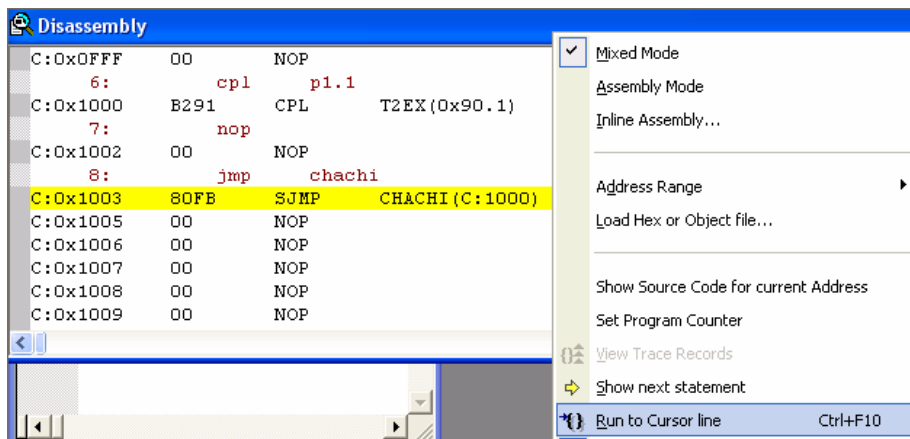 Disassembly
C:0x0FFF 00 NOP
6: cpl p1.1
C:0x1000 B291 CPL T2EX(0x90.1)
7: nop
C:0x1002 00 NOP
8: jmp chachi
C:0x1003 80FB SJMP CHACHI(C:1000)
C:0x1005 00 NOP
C:0x1006 00 NOP
C:0x1007 00 NOP
C:0x1008 00 NOP
C:0x1009 00 NOP
Mixed Mode
Assembly Mode
Inline Assembly...
Address Range
Load Hex or Object file...
Show Source Code for current Address
Set Program Counter
View Trace Records
Show next statement
Run to Cursor line Ctrl+F10